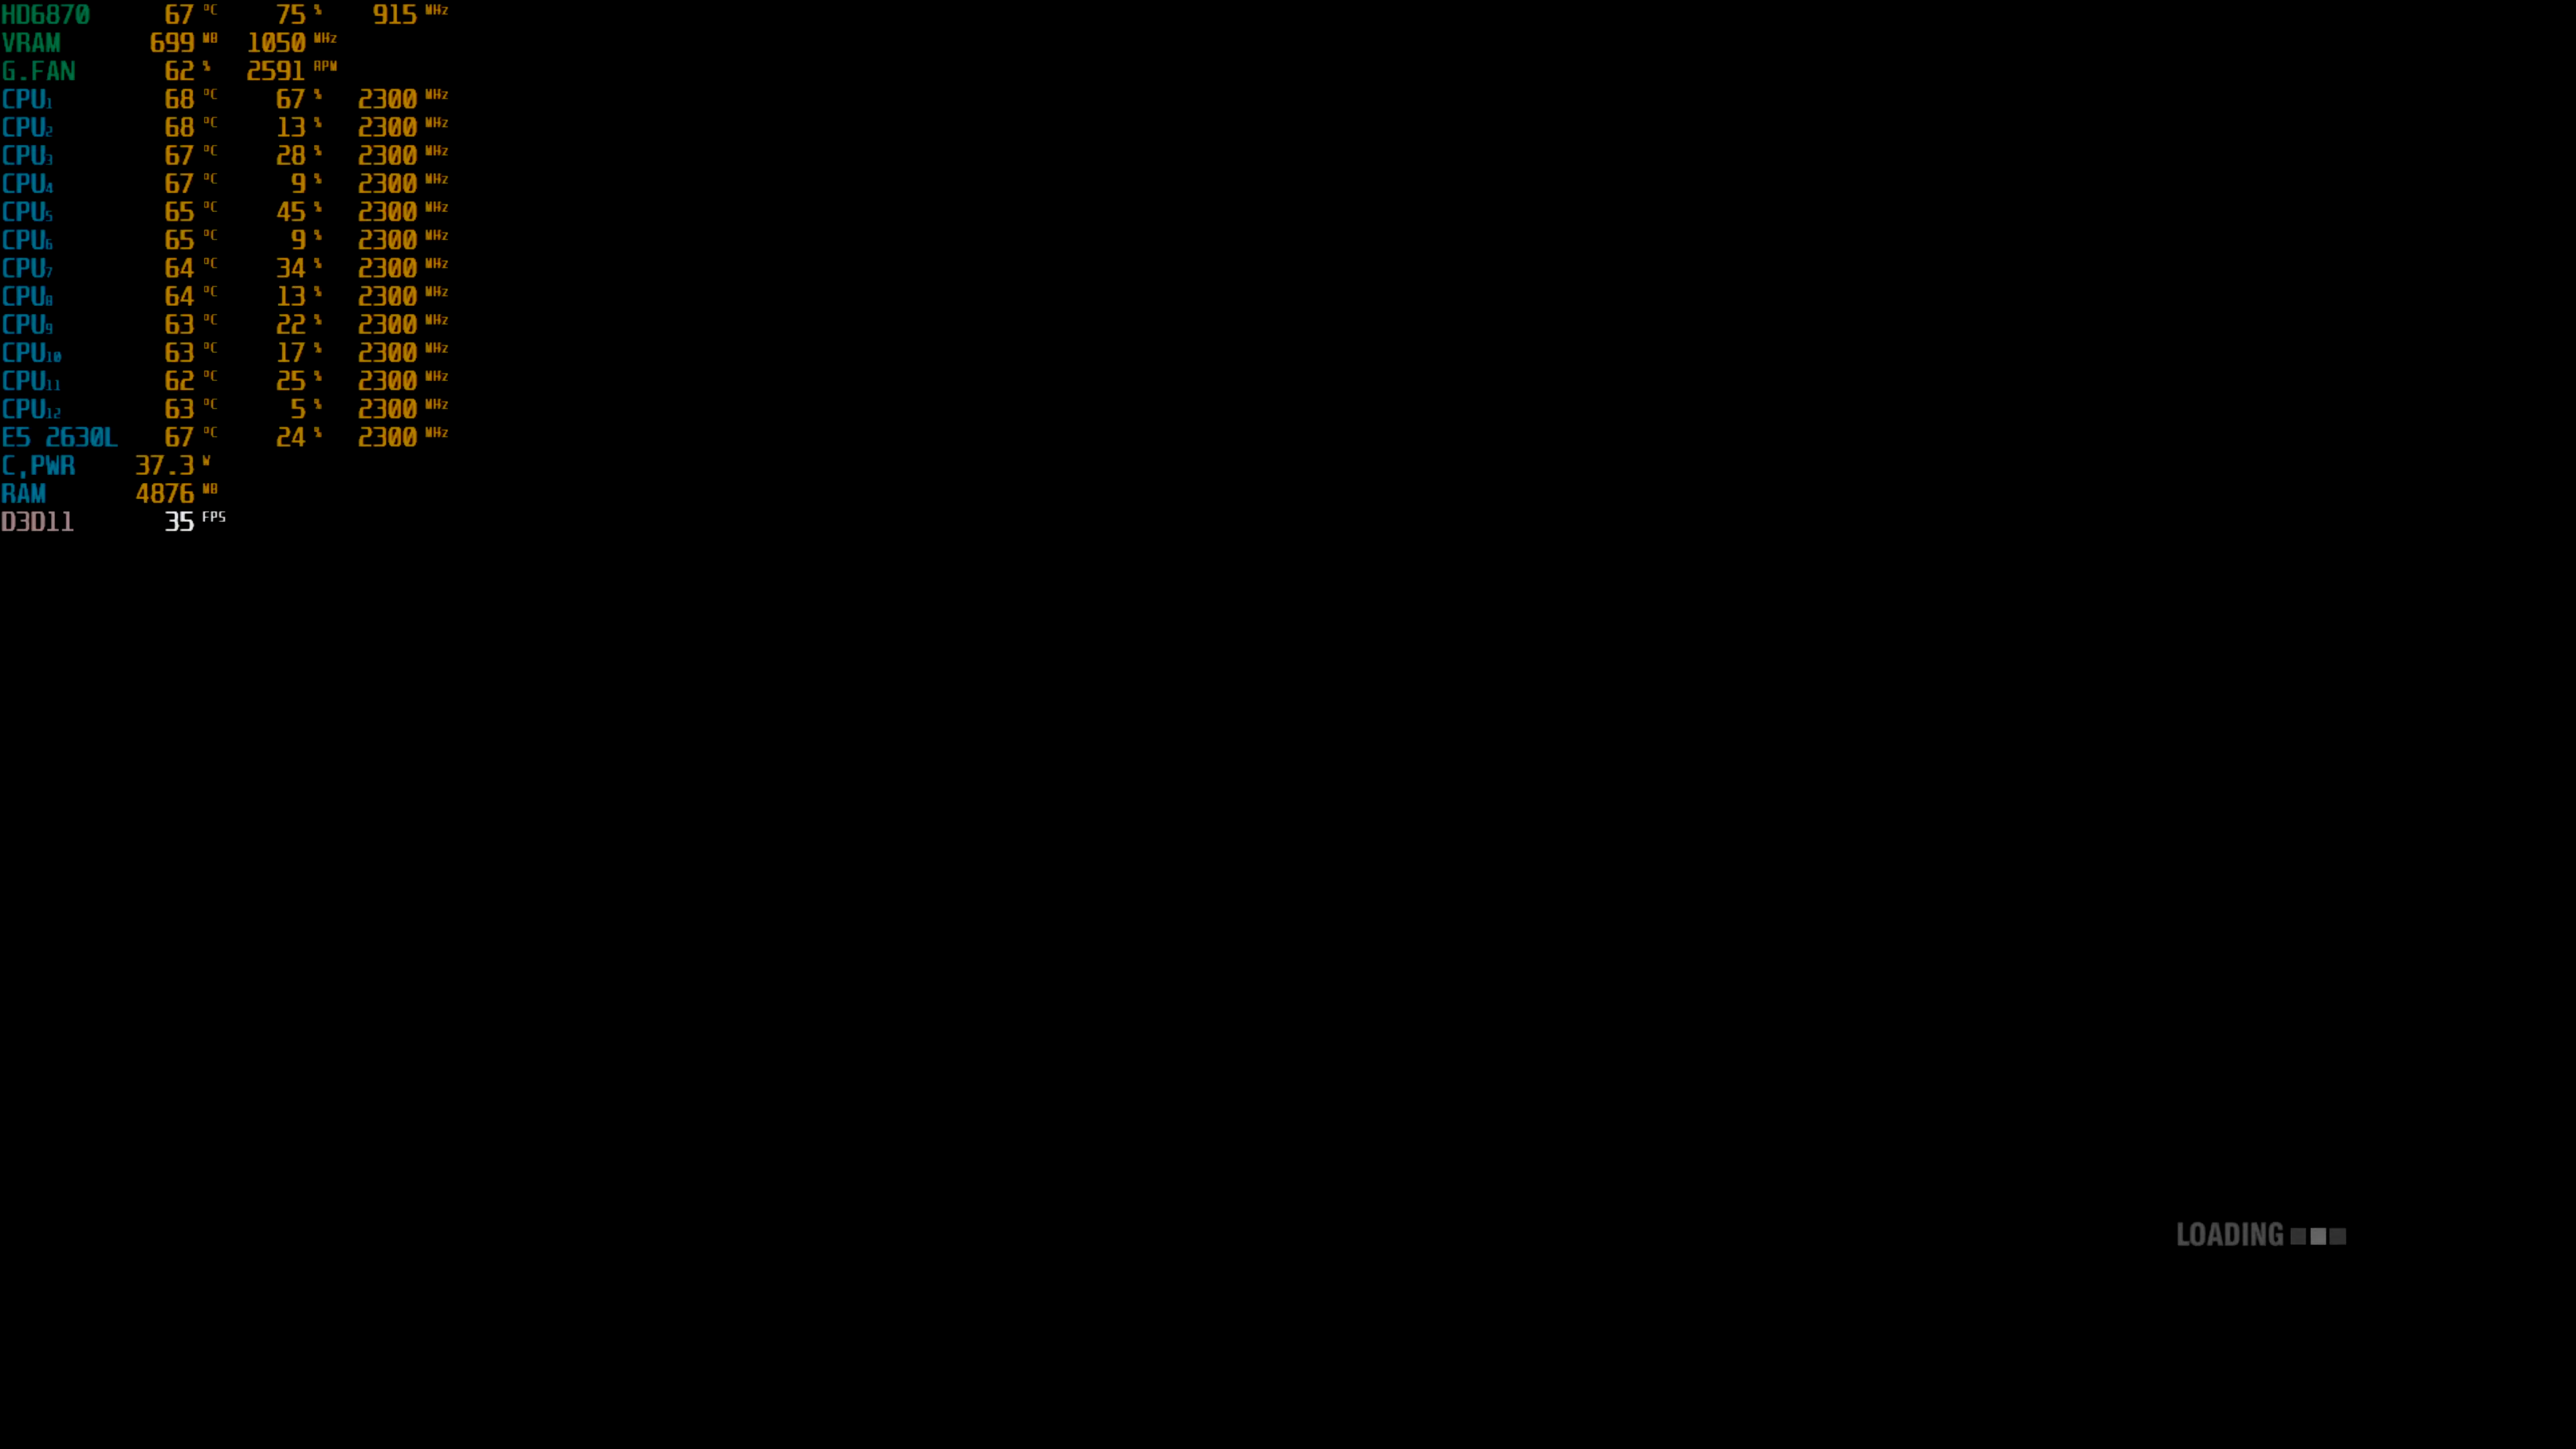 HD6870 67 °C 75 % 915 MHz
VRAM 699 MB 1050 MHz
G.FAN 62 % 2591 RPM
CPU1 68 °C 67 % 2300 MHz
CPU2 68 °C 13 % 2300 MHz
CPU3 67 °C 28 % 2300 MHz
CPU4 67 °C 9 % 2300 MHz
CPU5 65 °C 45 % 2300 MHz
CPU6 65 °C 9 % 2300 MHz
CPU7 64 °C 34 % 2300 MHz
CPU8 64 °C 13 % 2300 MHz
CPU9 63 °C 22 % 2300 MHz
CPU10 63 °C 17 % 2300 MHz
CPU11 62 °C 25 % 2300 MHz
CPU12 63 °C 5 % 2300 MHz
E5 2630L 67 °C 24 % 2300 MHz
C,PWR 37.3 W
RAM 4876 MB
D3D11 35 FPS
LOADING